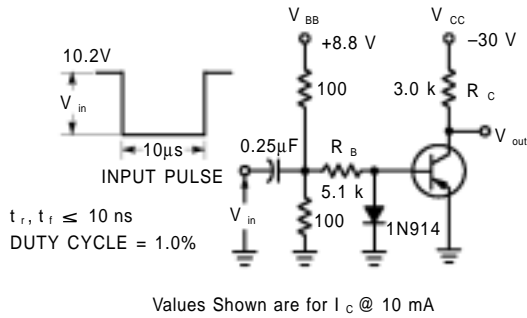 V BB
+8.8 V
V CC
−30 V
10.2V
V in
100
3.0 k
R C
V out
10μs
INPUT PULSE
0.25μF
R B
5.1 k
V in
100
1N914
t r, t f ≤ 10 ns
DUTY CYCLE = 1.0%
Values Shown are for I C @ 10 mA